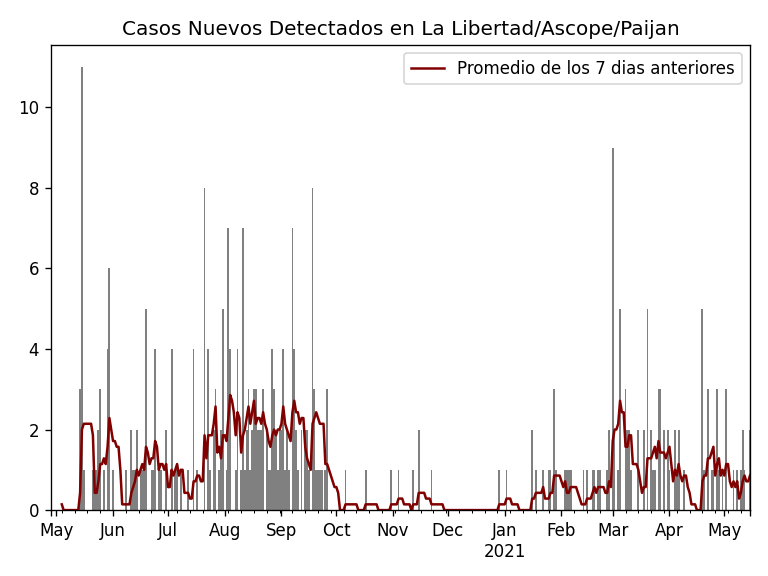 Casos Nuevos Detectados en La Libertad/Ascope/Paijan
Promedio de los 7 dias anteriores
10
8
6
4
2
0
May Jun Jul Aug Sep Oct Nov Dec Jan Feb Mar Apr May
2021